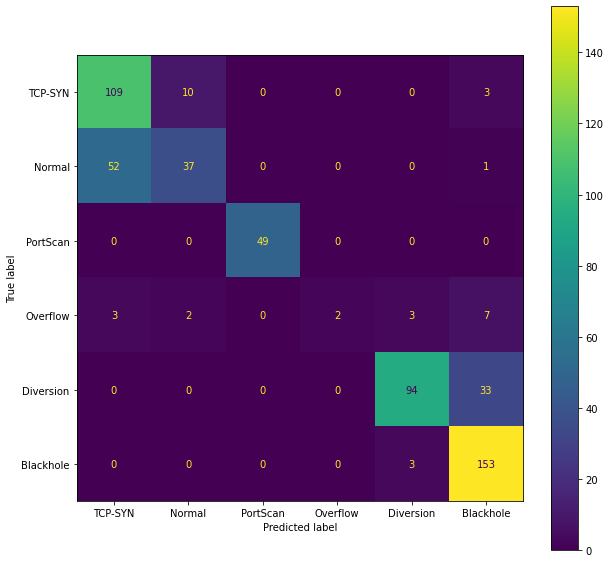 TCP-SYN 109 10 0 0 0 3
Normal 52 37 0 0 0 1
PortScan 0 0 49 0 0 0
Overflow 3 2 0 2 3 7
Diversion 0 0 0 0 94 33
Blackhole 0 0 0 0 3 153
TCP-SYN Normal PortScan Overflow Diversion Blackhole
Predicted label
True label
140
120
100
80
60
40
20
0